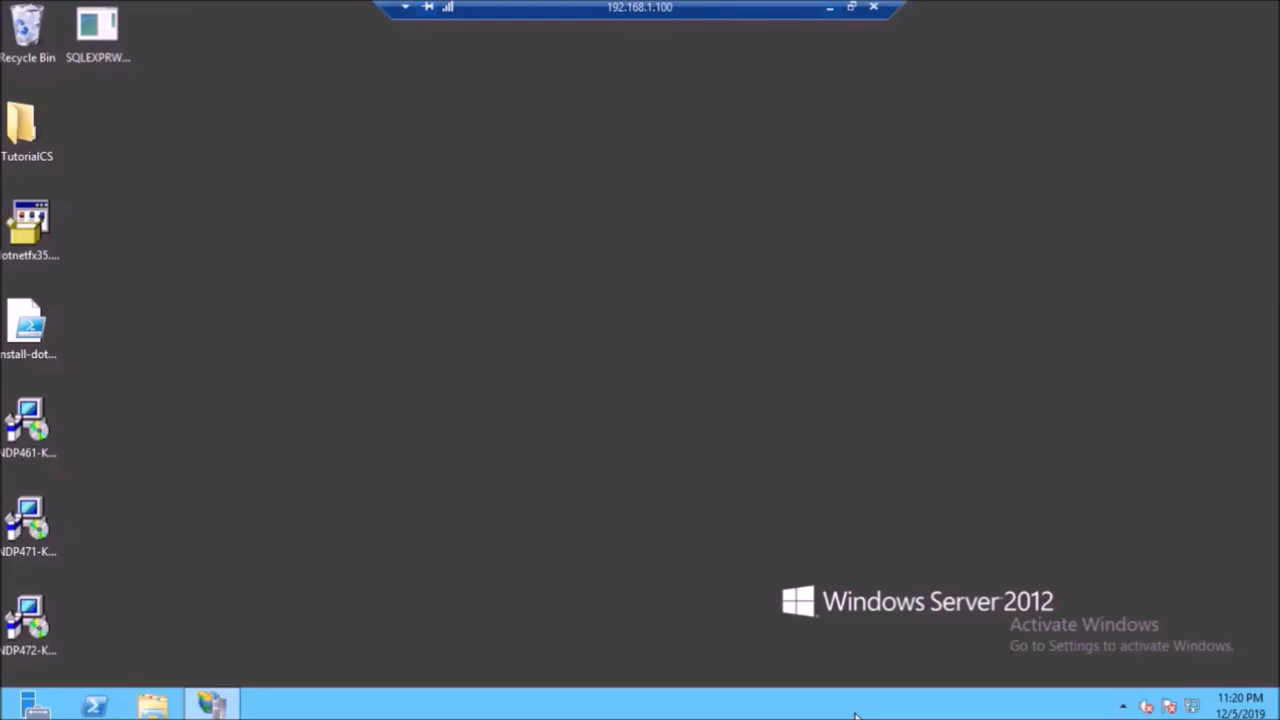 192.168.1.100
Recycle Bin
SQLEXPRW...
TutorialCS
otnetfx35....
nstall-dot...
NDP461-K...
NDP471-K...
NDP472-K...
Windows Server 2012
Activate Windows
Go to Settings to activate Windows.
11:20 PM
12/5/2019